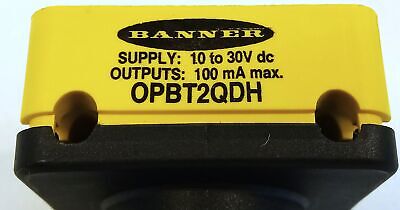 BANNER
SUPPLY: 10 to 30V dc
OUTPUTS: 100 mA max.
OPBT2QDH